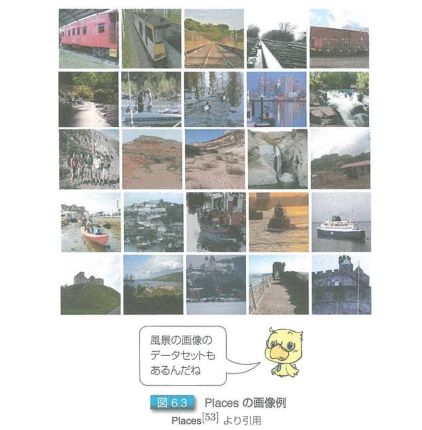 風景の画像の
データセットも
あるんだね
図 6.3 Places の画像例
Places[53] より引用